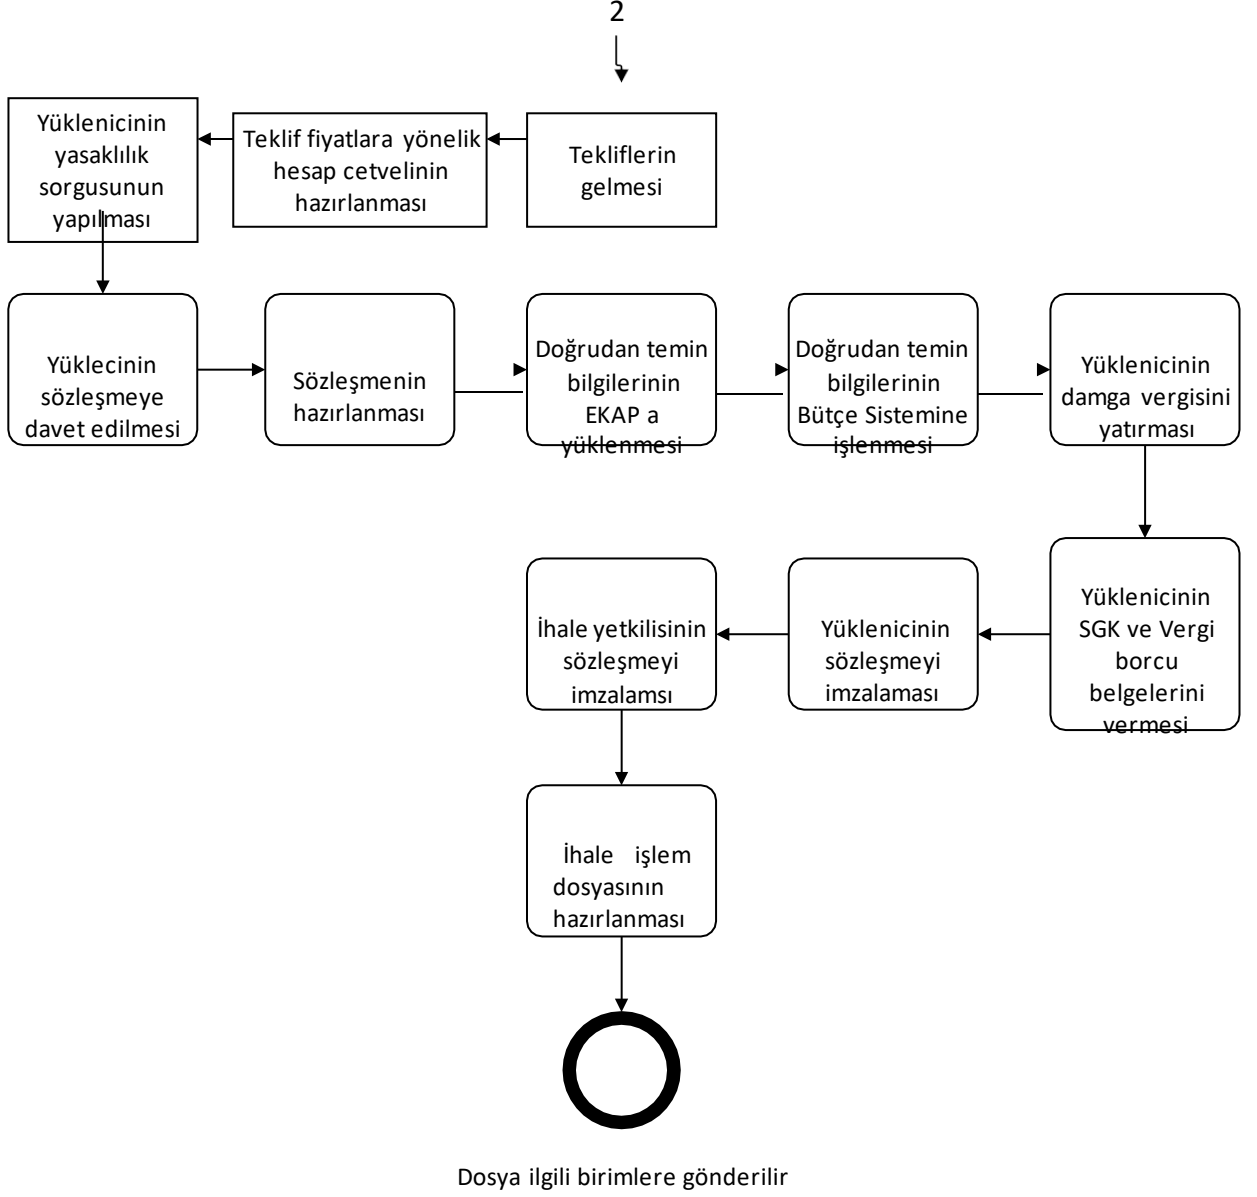 2
Tekliflerin
gelmesi
Teklif fiyatlara yönelik
hesap cetvelinin
hazırlanması
Yüklenicinin
yasaklılık
sorgusunun
yapılması
Yüklecinin
sözleşmeye
davet edilmesi
Sözleşmenin
hazırlanması
Doğrudan temin
bilgilerinin
EKAP a
yüklenmesi
Doğrudan temin
bilgilerinin
Bütçe Sistemine
işlenmesi
Yüklenicinin
damga vergisini
yatırması
Yüklenicinin
SGK ve Vergi
borcu
belgelerini
vermesi
Yüklenicinin
sözleşmeyi
imzalaması
İhale yetkilisinin
sözleşmeyi
imzalamsı
İhale işlem
dosyasının
hazırlanması
Dosya ilgili birimlere gönderilir